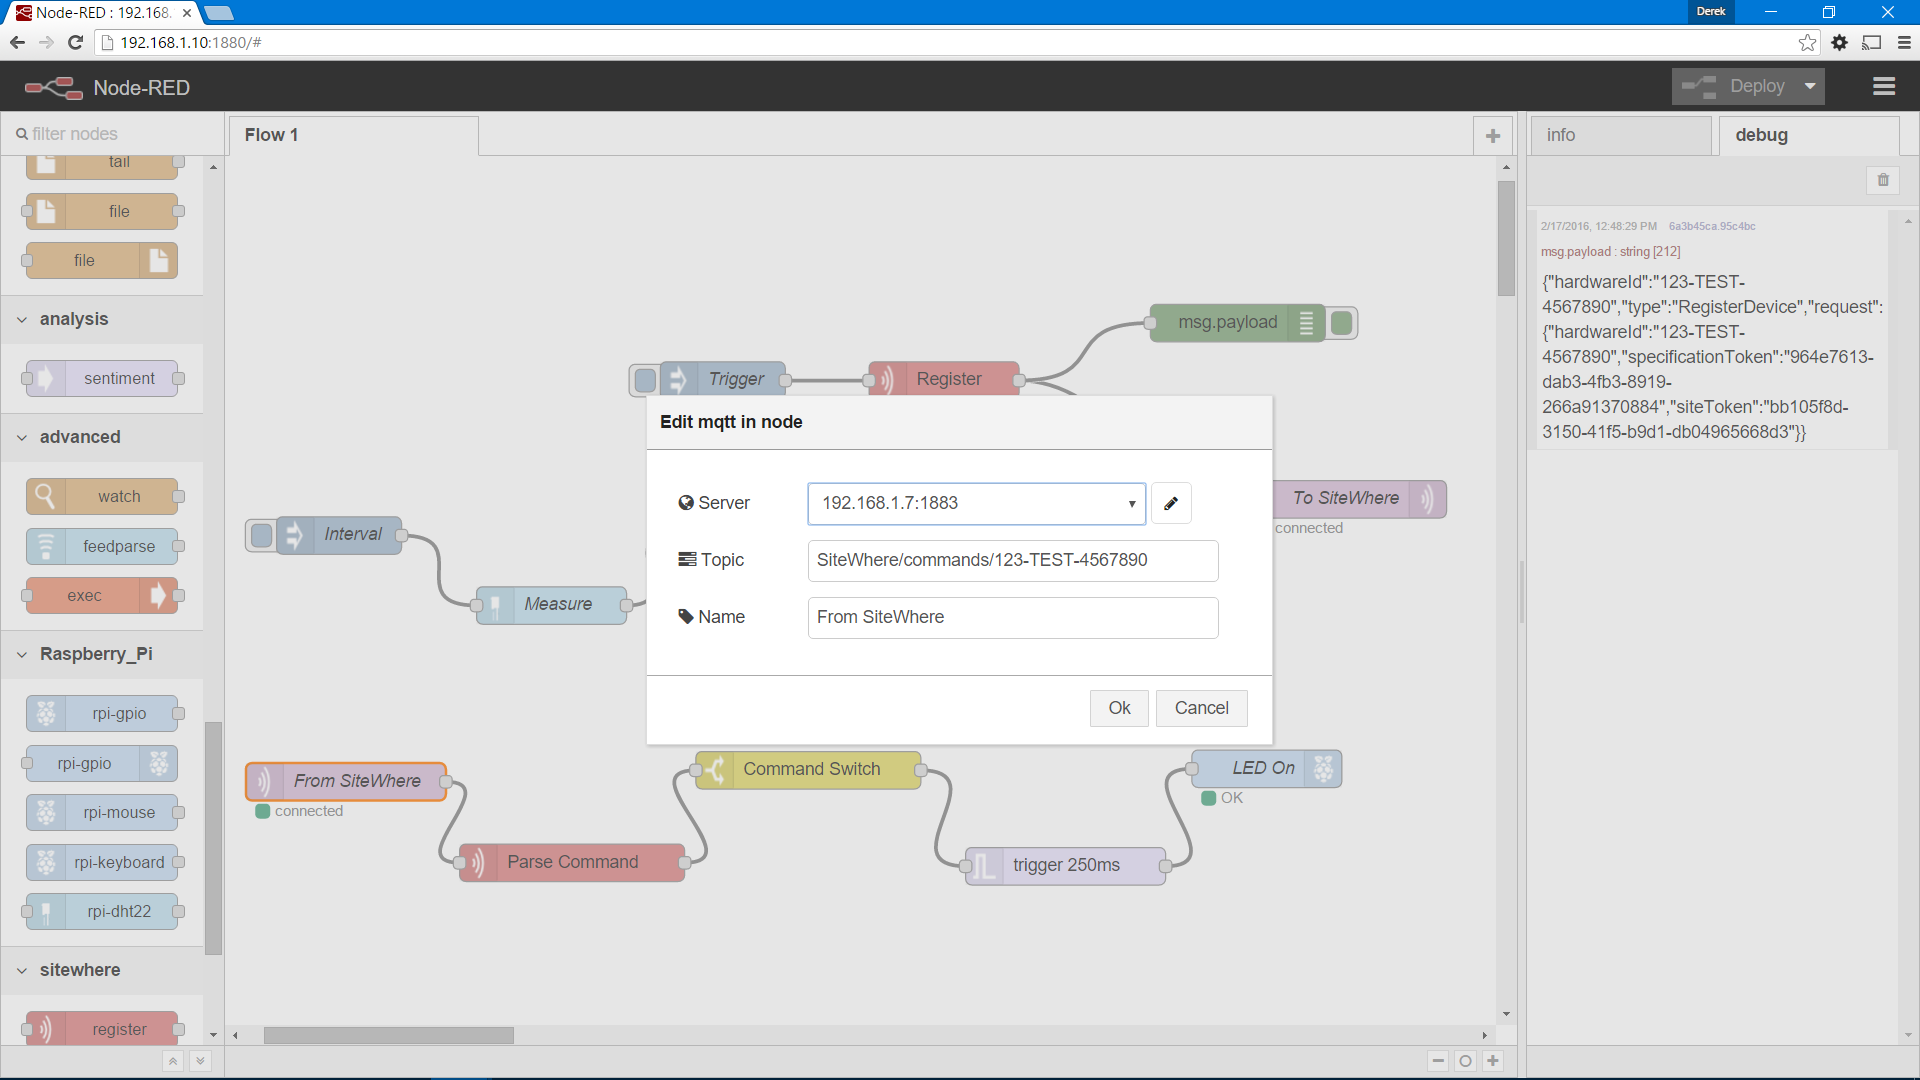 Node-RED : 192.168.
Derek
192.168.1.10:1880/#
Node-RED
Deploy
filter nodes
Flow 1
info
debug
tail
file
file
analysis
sentiment
advanced
watch
feedparse
exec
Raspberry_Pi
rpi-gpio
rpi-gpio
rpi-mouse
rpi-keyboard
rpi-dht22
sitewhere
register
msg.payload
Trigger
Register
To SiteWhere
connected
Interval
Measure
Edit mqtt in node
Server
192.168.1.7:1883
Topic
SiteWhere/commands/123-TEST-4567890
Name
From SiteWhere
Ok
Cancel
From SiteWhere
connected
Parse Command
Command Switch
trigger 250ms
LED On
OK
2/17/2016, 12:48:29 PM 6a3b45ca.95c4bc
msg.payload : string [212]
{"hardwareId":"123-TEST-
4567890","type":"RegisterDevice","request":
{"hardwareId":"123-TEST-
4567890","specificationToken":"964e7613-
dab3-4fb3-8919-
266a91370884","siteToken":"bb105f8d-
3150-41f5-b9d1-db04965668d3"}}